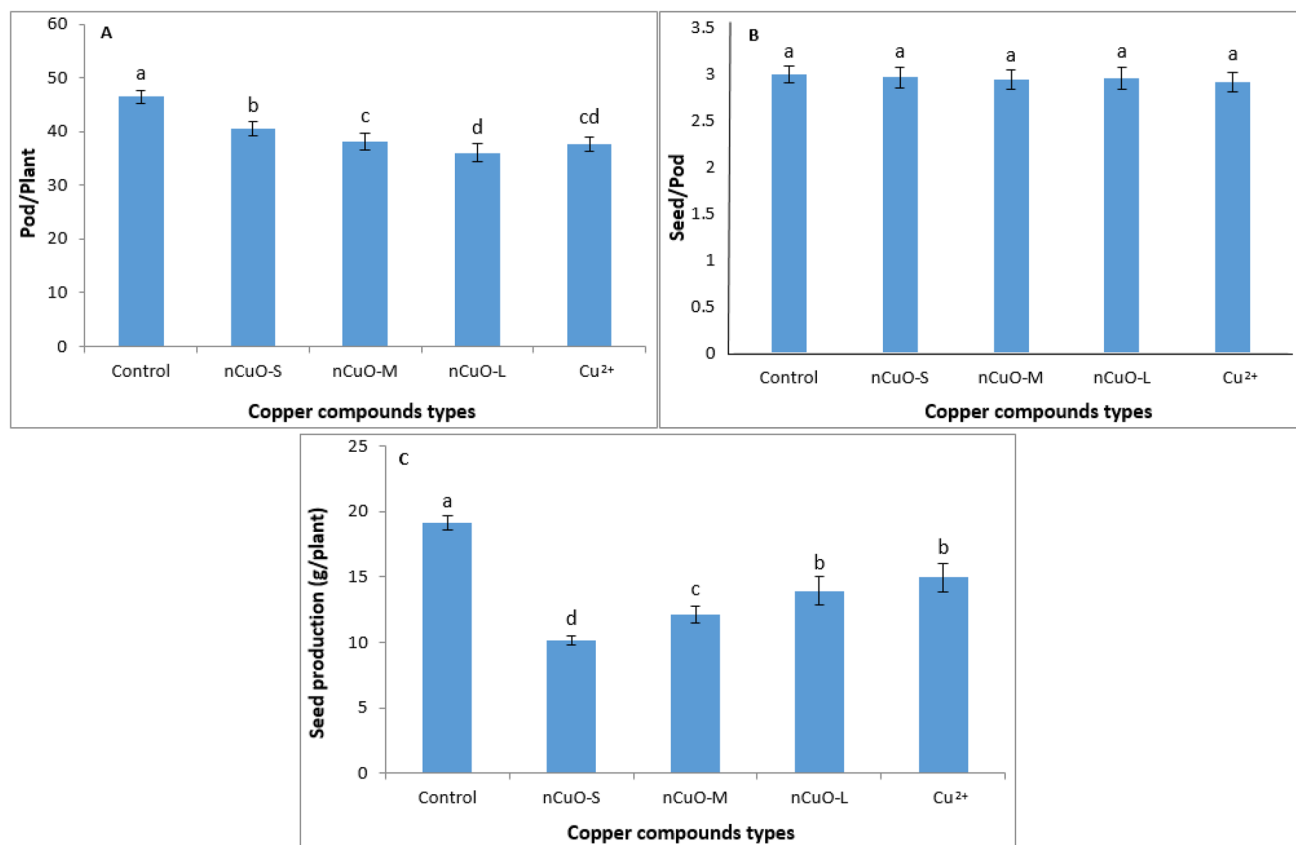 A
Pod/Plant
60
50
40
30
20
10
0
a
b
c
d
cd
Control nCuO-S nCuO-M nCuO-L Cu²⁺
Copper compounds types
B
Seed/Pod
3.5
3
2.5
2
1.5
1
0.5
0
a
a
a
a
a
Control nCuO-S nCuO-M nCuO-L Cu²⁺
Copper compounds types
C
Seed production (g/plant)
25
20
15
10
5
0
a
d
c
b
b
Control nCuO-S nCuO-M nCuO-L Cu²⁺
Copper compounds types